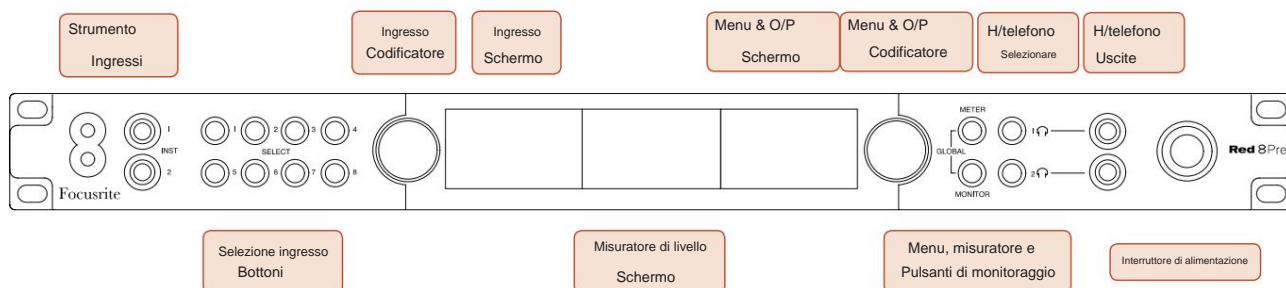 Strumento
Ingressi
Ingresso
Codificatore
Ingresso
Schermo
Menu & O/P
Schermo
Menu & O/P
Codificatore
H/telefono
Selezionare
H/telefono
Uscite
1
INST
2
1 2 3 4
SELECT
5 6 7 8
Focusrite
METER
GLOBAL
MONITOR
1
2
Red 8Pre
Selezione ingresso
Bottoni
Misuratore di livello
Schermo
Menu, misuratore e
Pulsanti di monitoraggio
Interruttore di alimentazione